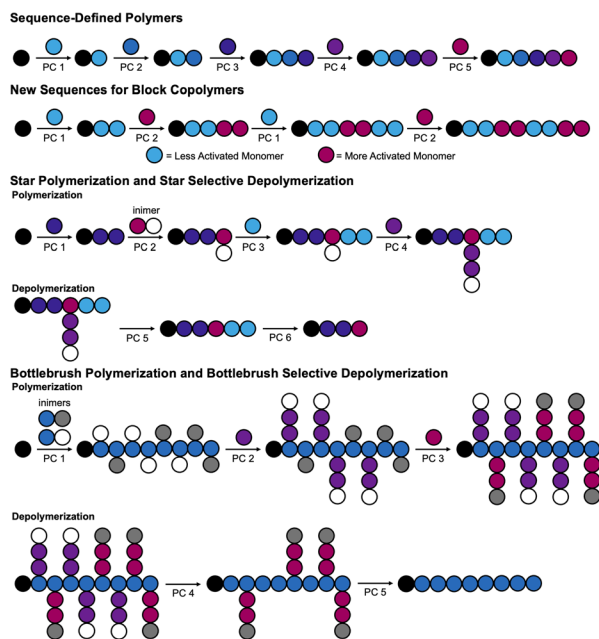 Sequence-Defined Polymers
PC 1 PC 2 PC 3 PC 4 PC 5
New Sequences for Block Copolymers
PC 1 PC 2 PC 1 PC 2
= Less Activated Monomer = More Activated Monomer
Star Polymerization and Star Selective Depolymerization
Polymerization
inimer
PC 1 PC 2 PC 3 PC 4
Depolymerization
PC 5 PC 6
Bottlebrush Polymerization and Bottlebrush Selective Depolymerization
Polymerization
inimers
PC 1 PC 2 PC 3
Depolymerization
PC 4 PC 5